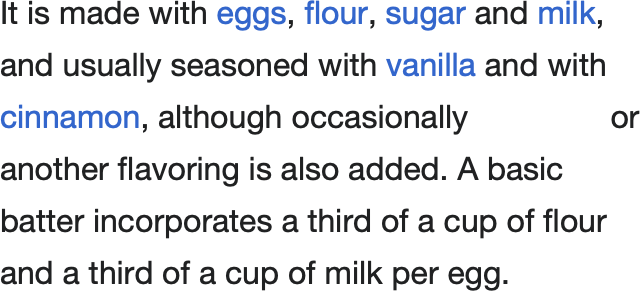 It is made with eggs, flour, sugar and milk,
and usually seasoned with vanilla and with
cinnamon, although occasionally or
another flavoring is also added. A basic
batter incorporates a third of a cup of flour
and a third of a cup of milk per egg.